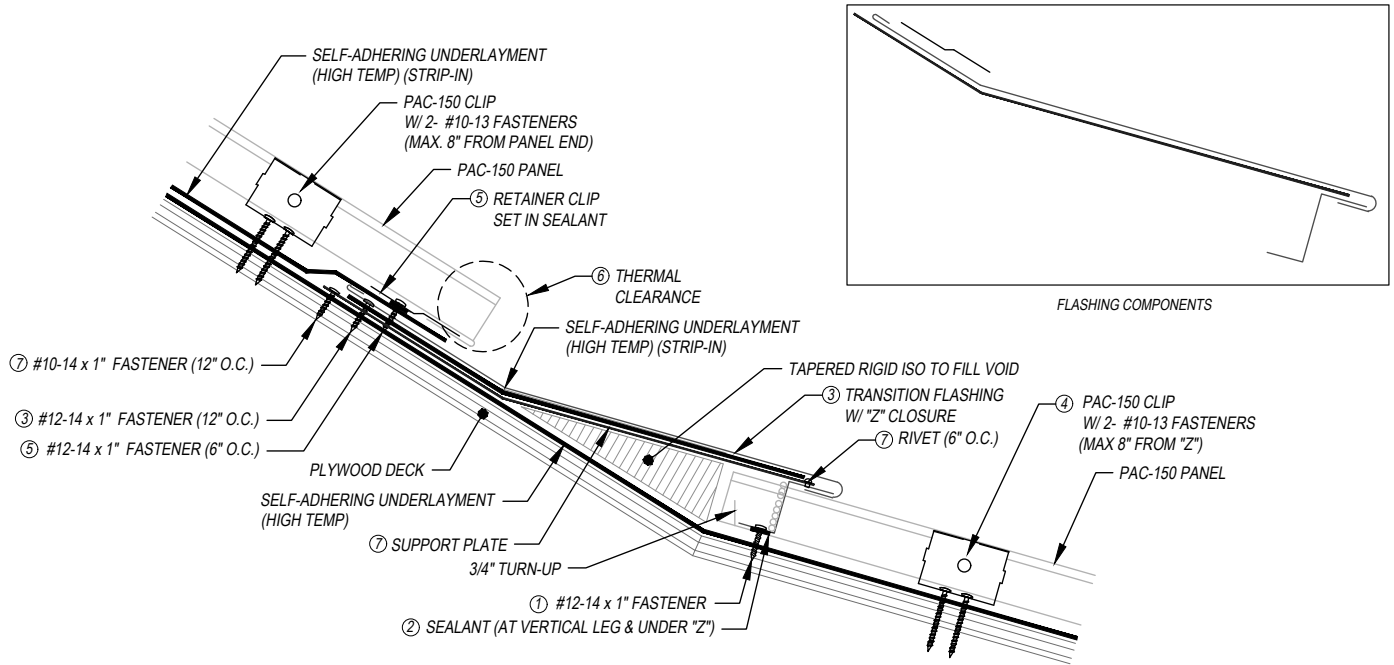 SELF-ADHERING UNDERLAYMENT
(HIGH TEMP) (STRIP-IN)
PAC-150 CLIP
W/ 2- #10-13 FASTENERS
(MAX. 8" FROM PANEL END)
PAC-150 PANEL
5 RETAINER CLIP
SET IN SEALANT
6 THERMAL
CLEARANCE
FLASHING COMPONENTS
SELF-ADHERING UNDERLAYMENT
(HIGH TEMP) (STRIP-IN)
TAPERED RIGID ISO TO FILL VOID
3 TRANSITION FLASHING
W/ "Z" CLOSURE
7 RIVET (6" O.C.)
4 PAC-150 CLIP
W/ 2- #10-13 FASTENERS
(MAX 8" FROM "Z")
PAC-150 PANEL
7 #10-14 x 1" FASTENER (12" O.C.)
3 #12-14 x 1" FASTENER (12" O.C.)
5 #12-14 x 1" FASTENER (6" O.C.)
PLYWOOD DECK
SELF-ADHERING UNDERLAYMENT
(HIGH TEMP)
7 SUPPORT PLATE
3/4" TURN-UP
1 #12-14 x 1" FASTENER
2 SEALANT (AT VERTICAL LEG & UNDER "Z")